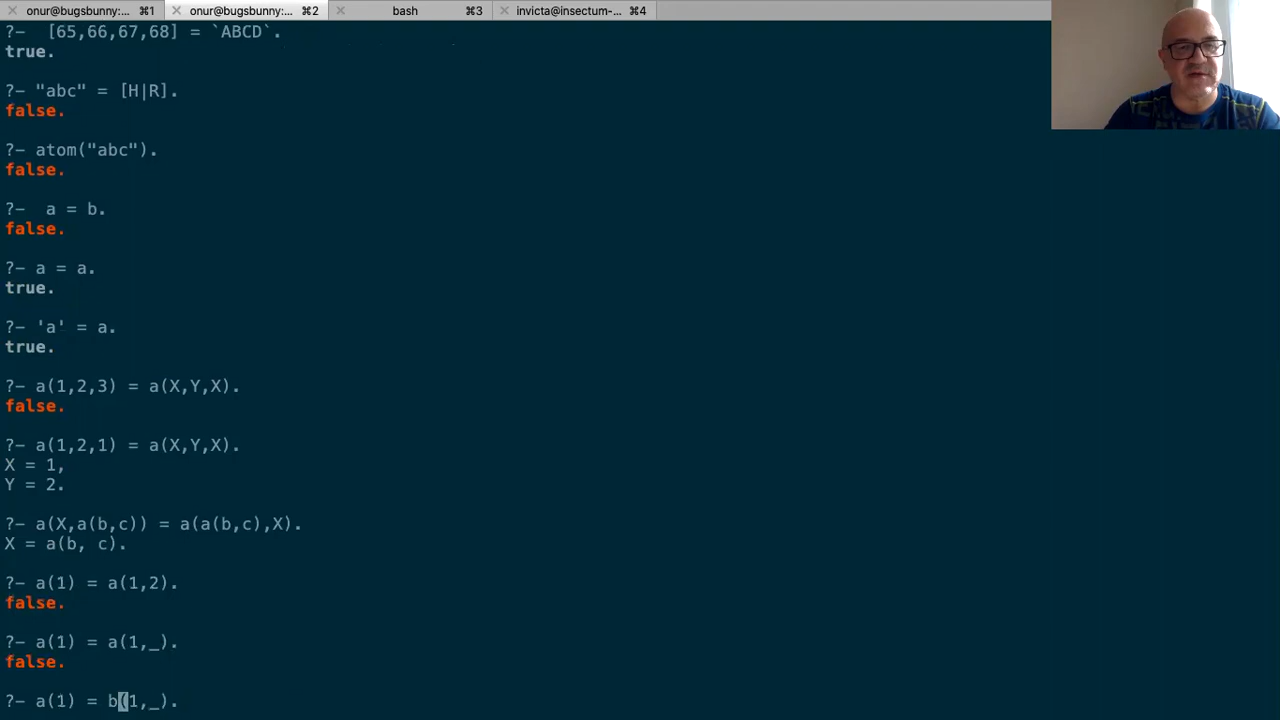 onur@bugsbunny:... ⌘1 onur@bugsbunny:... ⌘2 bash ⌘3 invicta@insectum-... ⌘4
?-  [65,66,67,68] = `ABCD`.
true.
?- "abc" = [H|R].
false.
?- atom("abc").
false.
?-  a = b.
false.
?- a = a.
true.
?- 'a' = a.
true.
?- a(1,2,3) = a(X,Y,X).
false.
?- a(1,2,1) = a(X,Y,X).
X = 1,
Y = 2.
?- a(X,a(b,c)) = a(a(b,c),X).
X = a(b, c).
?- a(1) = a(1,2).
false.
?- a(1) = a(1,_).
false.
?- a(1) = b(1,_).